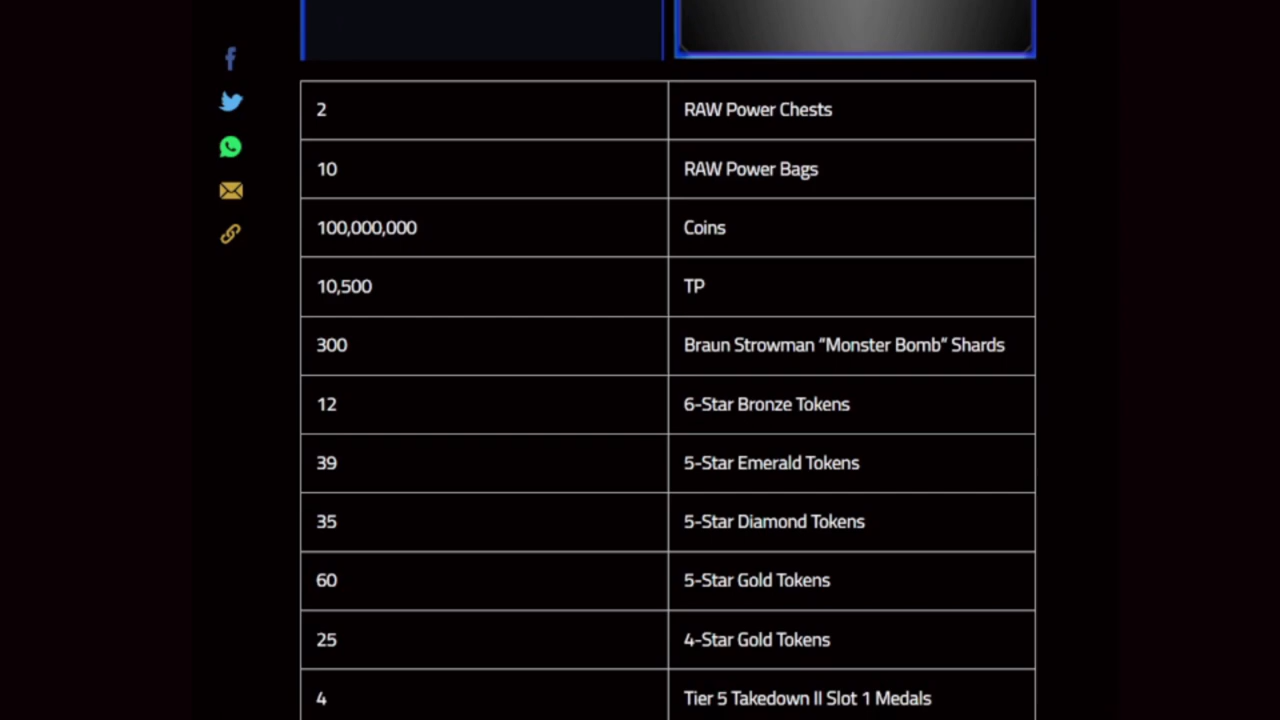 2 RAW Power Chests
10 RAW Power Bags
100,000,000 Coins
10,500 TP
300 Braun Strowman “Monster Bomb“ Shards
12 6-Star Bronze Tokens
39 5-Star Emerald Tokens
35 5-Star Diamond Tokens
60 5-Star Gold Tokens
25 4-Star Gold Tokens
4 Tier 5 Takedown II Slot 1 Medals